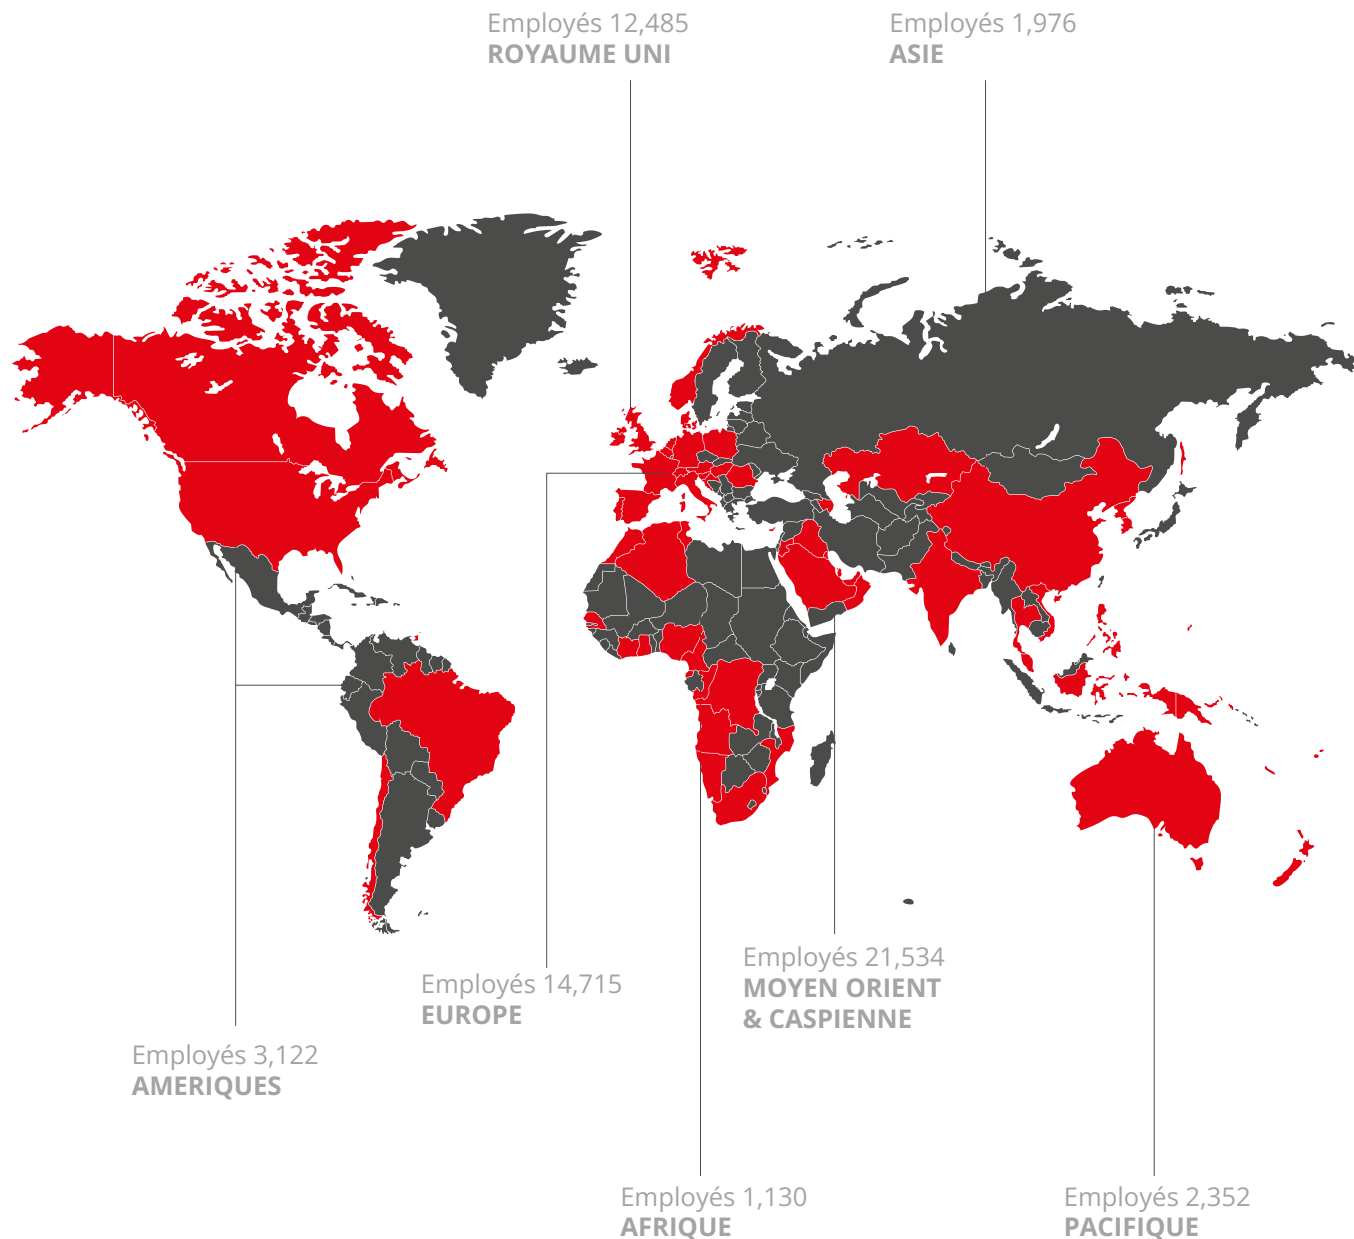 Employés 12,485
ROYAUME UNI
Employés 1,976
ASIE
Employés 21,534
MOYEN ORIENT
& CASPIENNE
Employés 14,715
EUROPE
Employés 3,122
AMERIQUES
Employés 1,130
AFRIQUE
Employés 2,352
PACIFIQUE